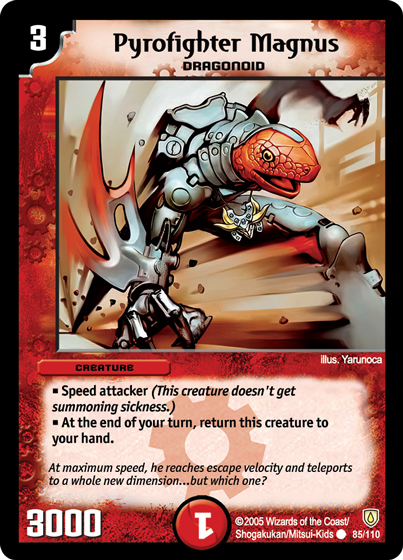 3
Pyrofighter Magnus
DRAGONOID
illus. Yarunoca
CREATURE
▪ Speed attacker (This creature doesn't get
summoning sickness.)
▪ At the end of your turn, return this creature to
your hand.
At maximum speed, he reaches escape velocity and teleports
to a whole new dimension...but which one?
3000
1
©2005 Wizards of the Coast/
Shogakukan/Mitsui-Kids ● 85/110